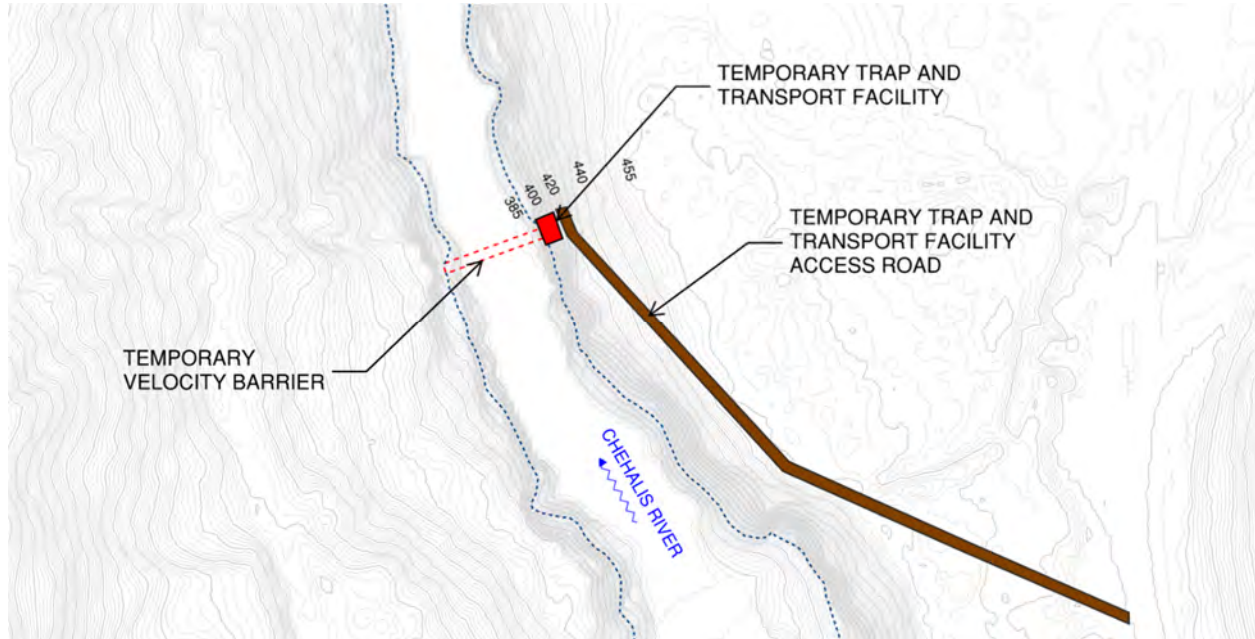 TEMPORARY TRAP AND
TRANSPORT FACILITY
455
440
420
400
385
TEMPORARY TRAP AND
TRANSPORT FACILITY
ACCESS ROAD
TEMPORARY
VELOCITY BARRIER
CHEHALIS RIVER